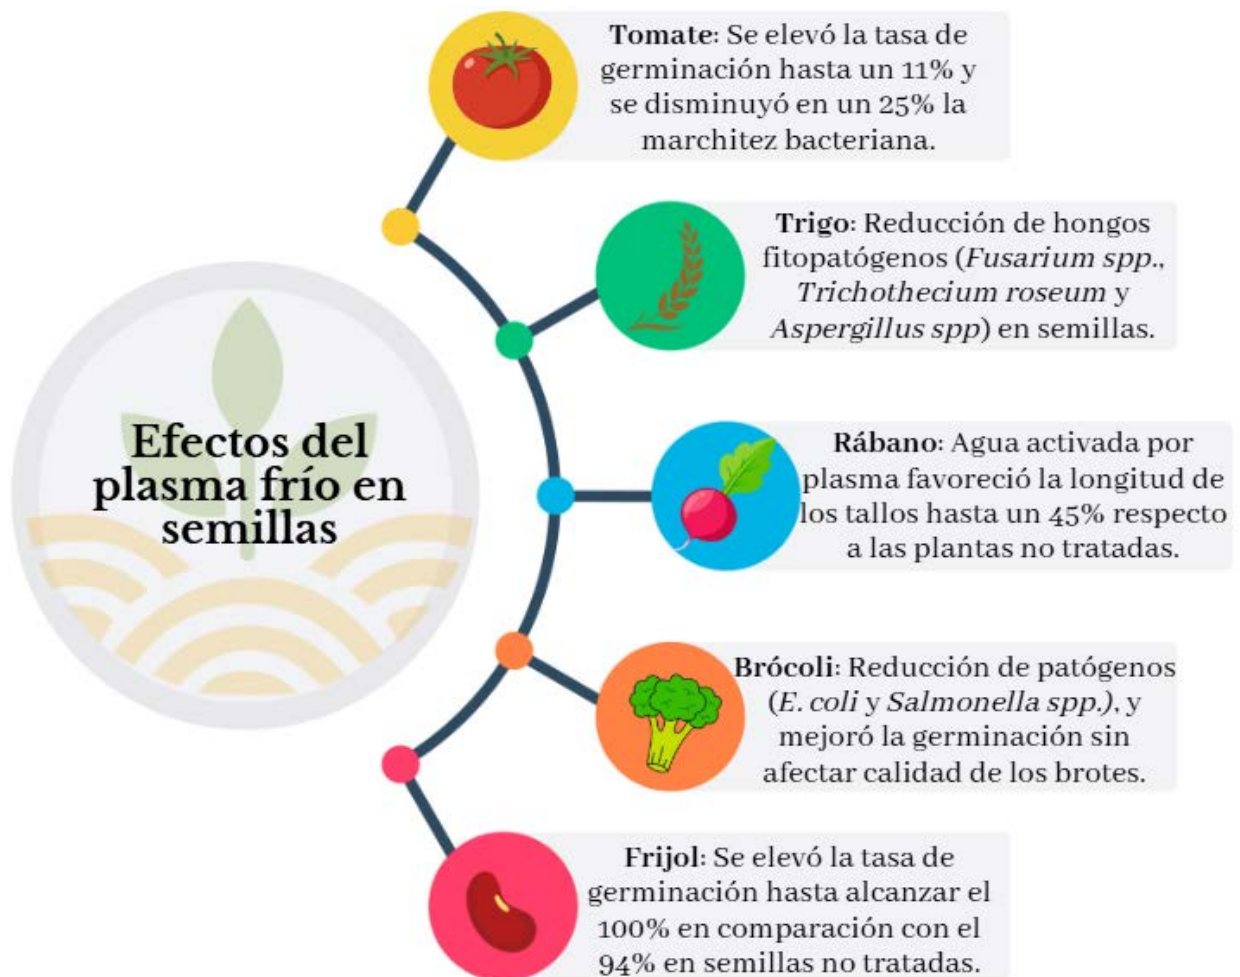 Efectos del
plasma frío en
semillas
Tomate: Se elevó la tasa de
germinación hasta un 11% y
se disminuyó en un 25% la
marchitez bacteriana.
Trigo: Reducción de hongos
fitopatógenos (Fusarium spp.,
Trichothecium roseum y
Aspergillus spp) en semillas.
Rábano: Agua activada por
plasma favoreció la longitud de
los tallos hasta un 45% respecto
a las plantas no tratadas.
Brócoli: Reducción de patógenos
(E. coli y Salmonella spp.), y
mejoró la germinación sin
afectar calidad de los brotes.
Frijol: Se elevó la tasa de
germinación hasta alcanzar el
100% en comparación con el
94% en semillas no tratadas.